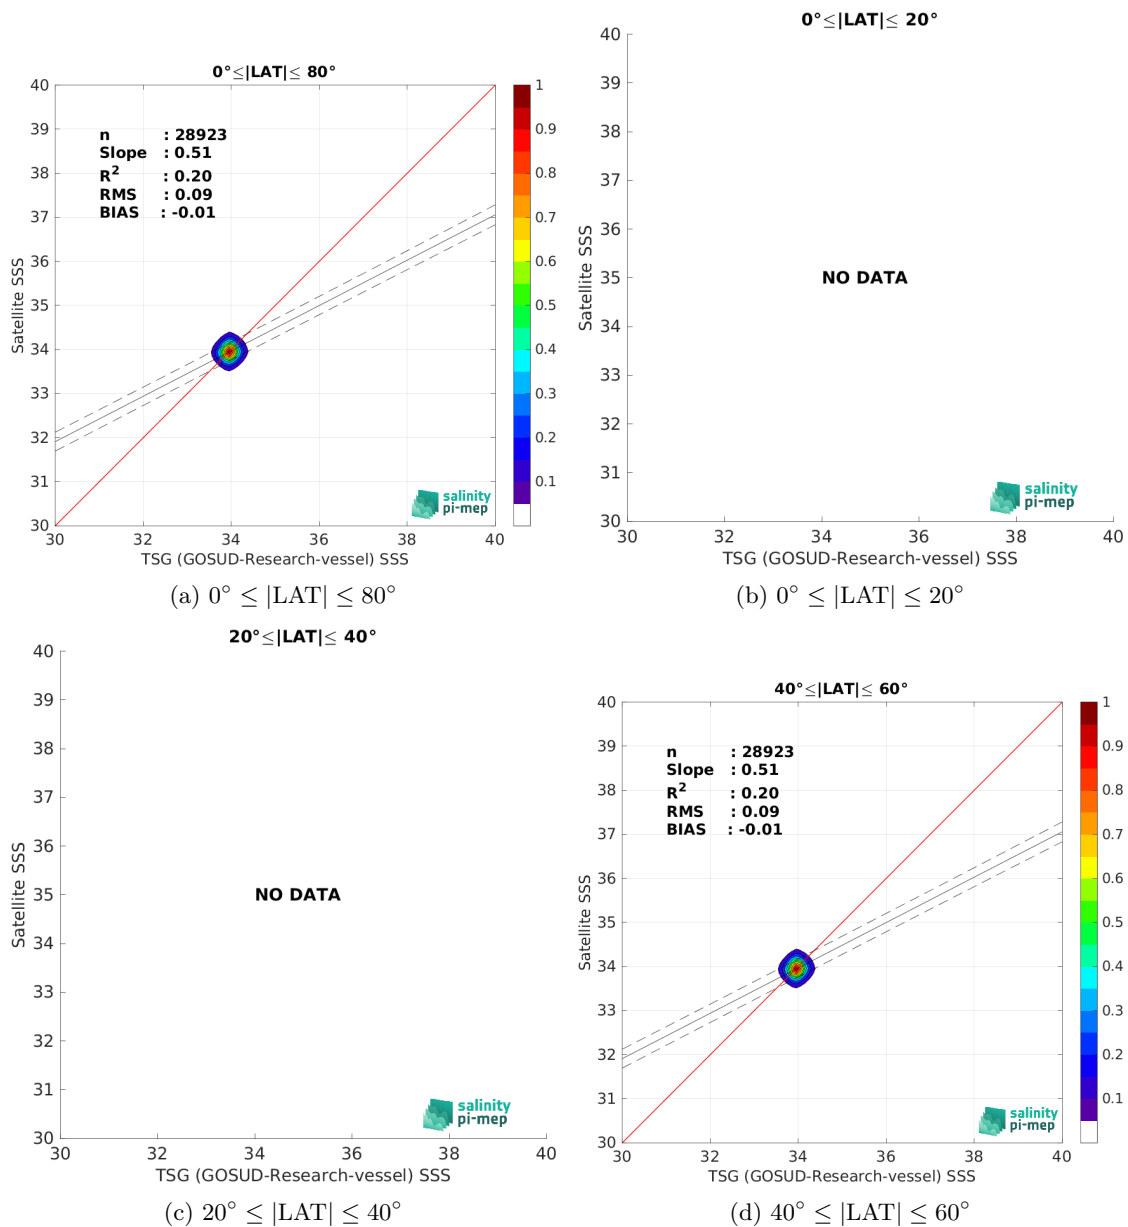 0°≤|LAT|≤ 80°
40
39
38
37
36
35
34
33
32
31
30
Satellite SSS
n : 28923
Slope : 0.51
R² : 0.20
RMS : 0.09
BIAS : -0.01
1
0.9
0.8
0.7
0.6
0.5
0.4
0.3
0.2
0.1
salinity
pi-mep
30 32 34 36 38 40
TSG (GOSUD-Research-vessel) SSS
(a) 0° ≤ |LAT| ≤ 80°
0°≤|LAT|≤ 20°
40
39
38
37
36
35
34
33
32
31
30
Satellite SSS
NO DATA
salinity
pi-mep
30 32 34 36 38 40
TSG (GOSUD-Research-vessel) SSS
(b) 0° ≤ |LAT| ≤ 20°
20°≤|LAT|≤ 40°
40
39
38
37
36
35
34
33
32
31
30
Satellite SSS
NO DATA
salinity
pi-mep
30 32 34 36 38 40
TSG (GOSUD-Research-vessel) SSS
(c) 20° ≤ |LAT| ≤ 40°
40°≤|LAT|≤ 60°
40
39
38
37
36
35
34
33
32
31
30
Satellite SSS
n : 28923
Slope : 0.51
R² : 0.20
RMS : 0.09
BIAS : -0.01
1
0.9
0.8
0.7
0.6
0.5
0.4
0.3
0.2
0.1
salinity
pi-mep
30 32 34 36 38 40
TSG (GOSUD-Research-vessel) SSS
(d) 40° ≤ |LAT| ≤ 60°